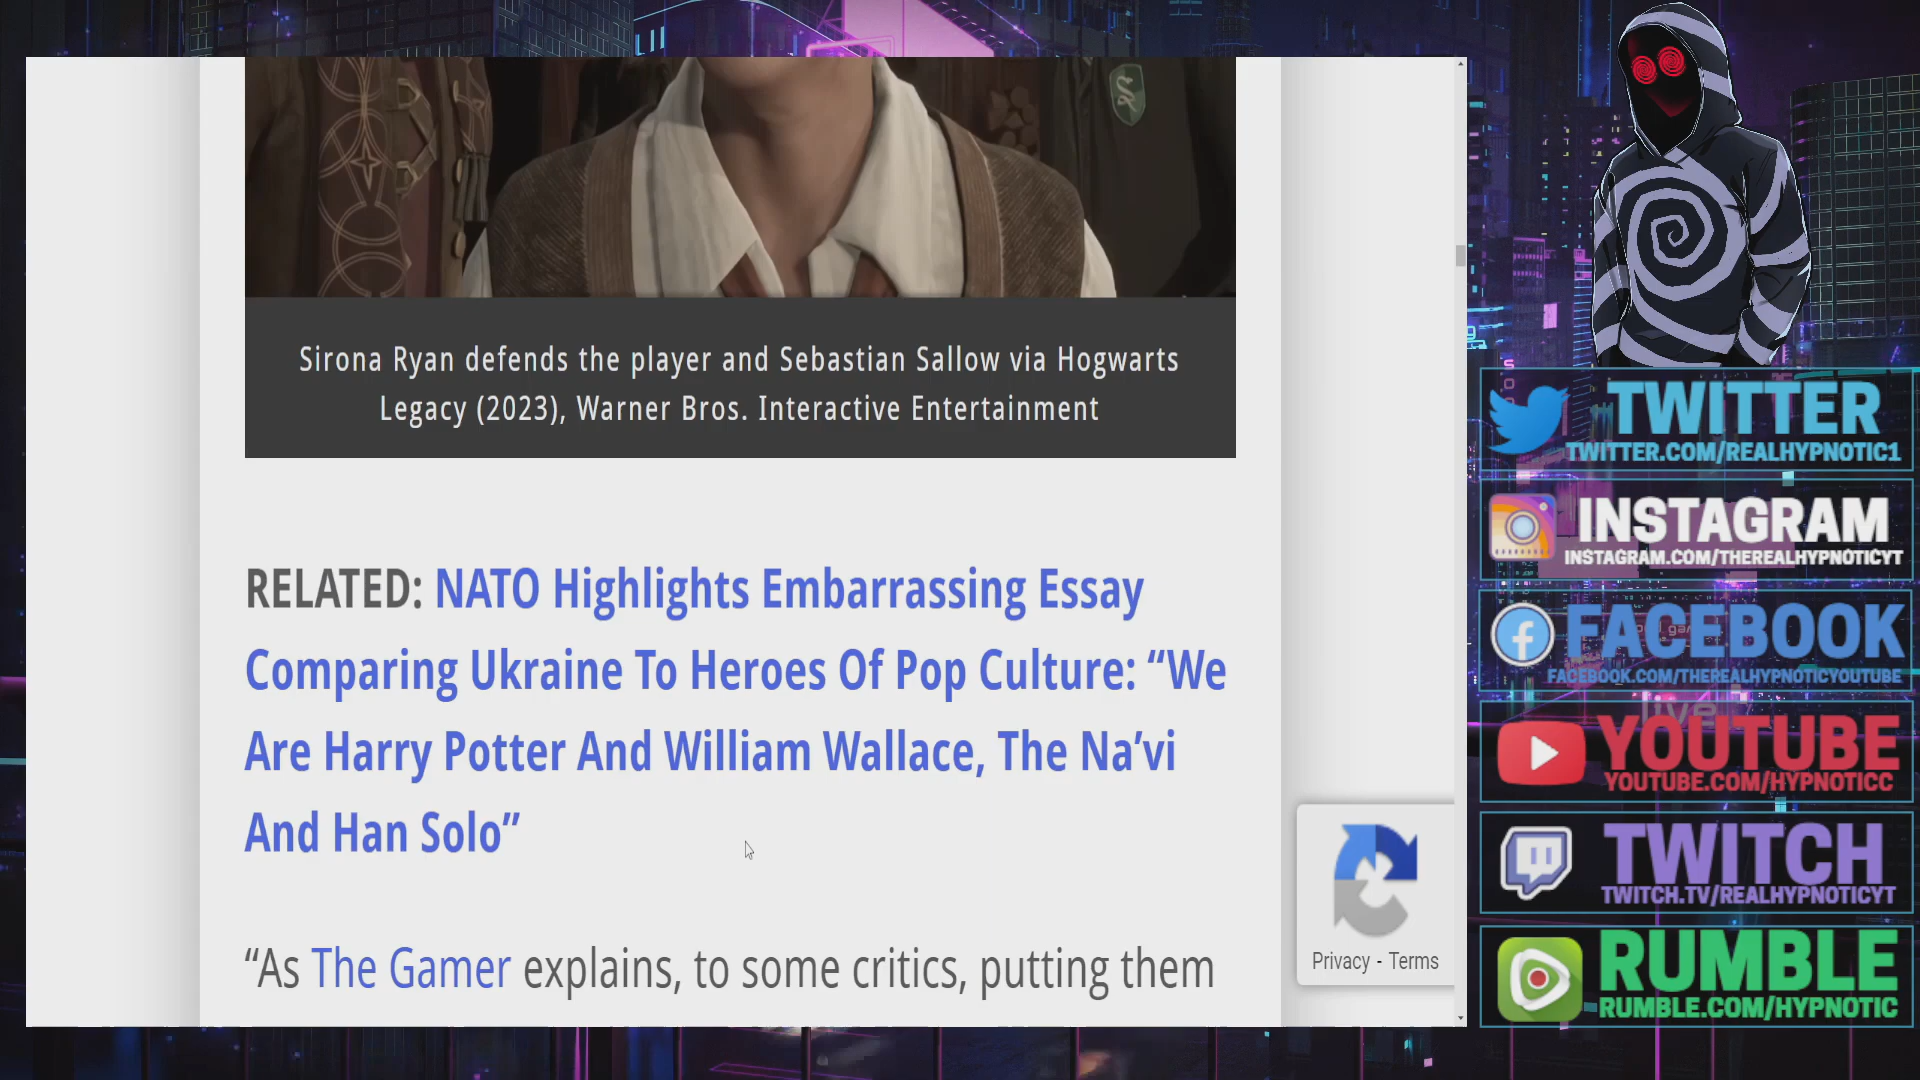 Sirona Ryan defends the player and Sebastian Sallow via Hogwarts
Legacy (2023), Warner Bros. Interactive Entertainment
RELATED: NATO Highlights Embarrassing Essay
Comparing Ukraine To Heroes Of Pop Culture: “We
Are Harry Potter And William Wallace, The Na’vi
And Han Solo”
“As The Gamer explains, to some critics, putting them
Privacy - Terms
TWITTER
TWITTER.COM/REALHYPNOTIC1
INSTAGRAM
INSTAGRAM.COM/THEREALHYPNOTICYT
FACEBOOK
FACEBOOK.COM/THEREALHYPNOTICYOUTUBE
live
YOUTUBE
YOUTUBE.COM/HYPNOTICC
TWITCH
TWITCH.TV/REALHYPNOTICYT
RUMBLE
RUMBLE.COM/HYPNOTIC